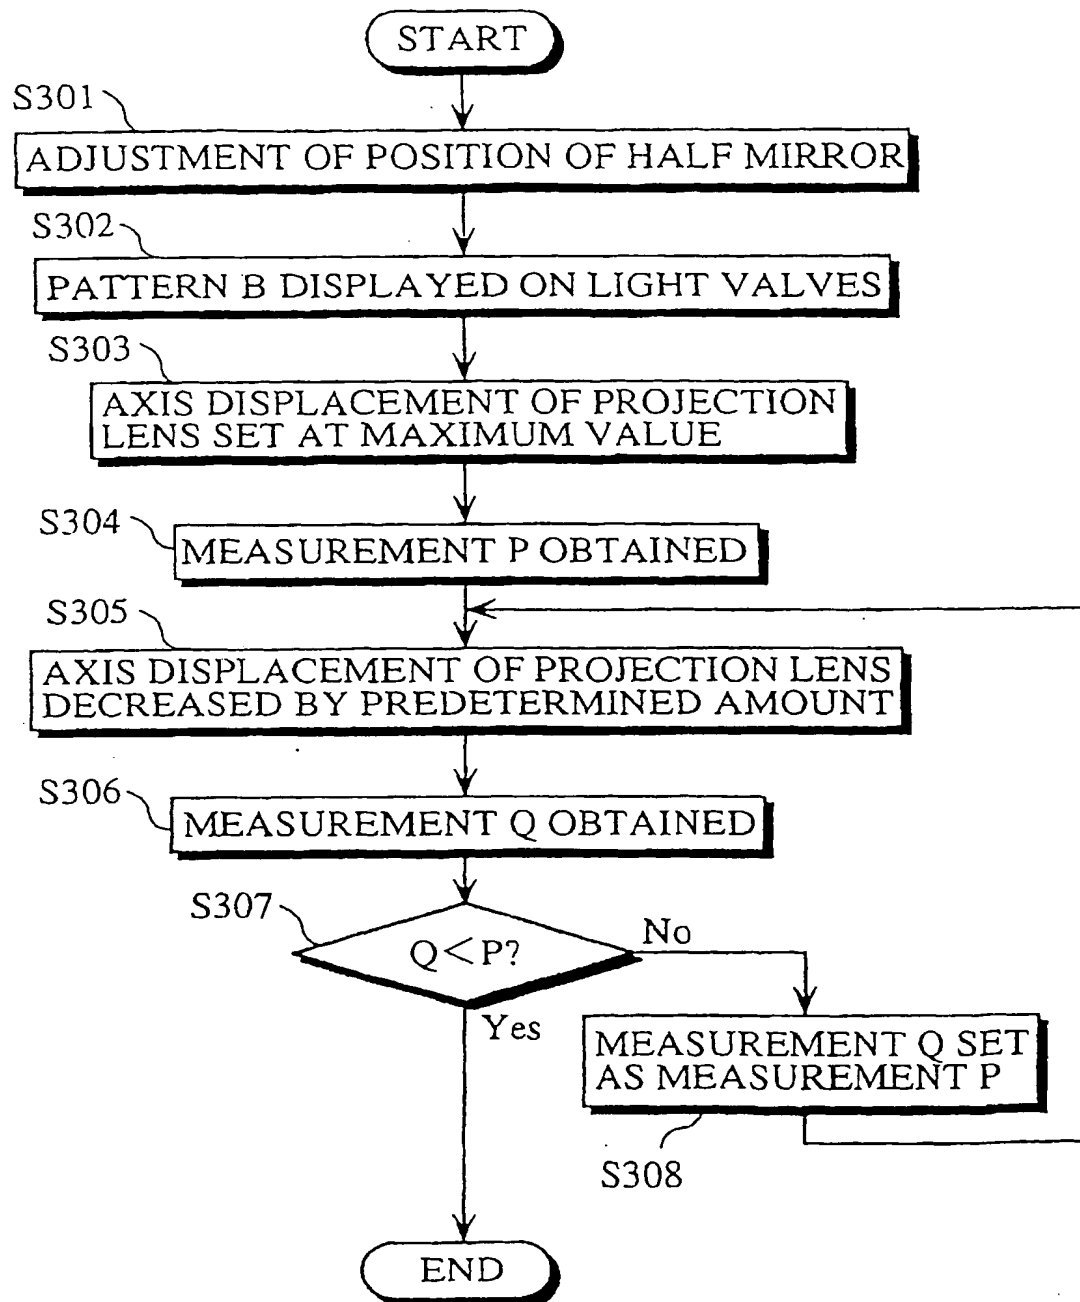 START
S301
ADJUSTMENT OF POSITION OF HALF MIRROR
S302
PATTERN B DISPLAYED ON LIGHT VALVES
S303
AXIS DISPLACEMENT OF PROJECTION
LENS SET AT MAXIMUM VALUE
S304
MEASUREMENT P OBTAINED
S305
AXIS DISPLACEMENT OF PROJECTION LENS
DECREASED BY PREDETERMINED AMOUNT
S306
MEASUREMENT Q OBTAINED
S307
Q<P?
No
Yes
MEASUREMENT Q SET
AS MEASUREMENT P
S308
END